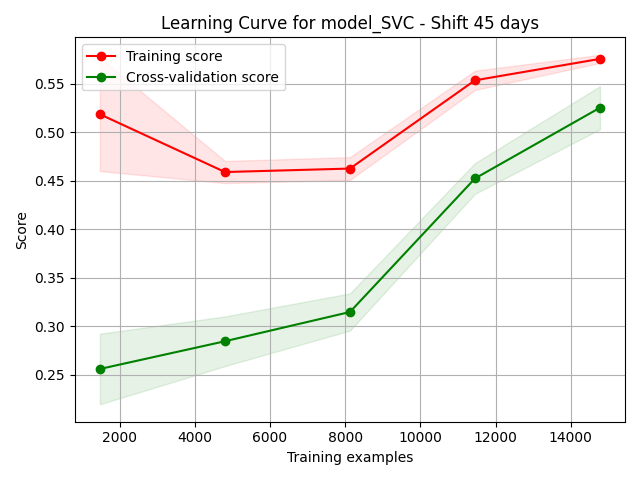 Learning Curve for model_SVC - Shift 45 days
Training score
Cross-validation score
Score
0.55
0.50
0.45
0.40
0.35
0.30
0.25
2000 4000 6000 8000 10000 12000 14000
Training examples